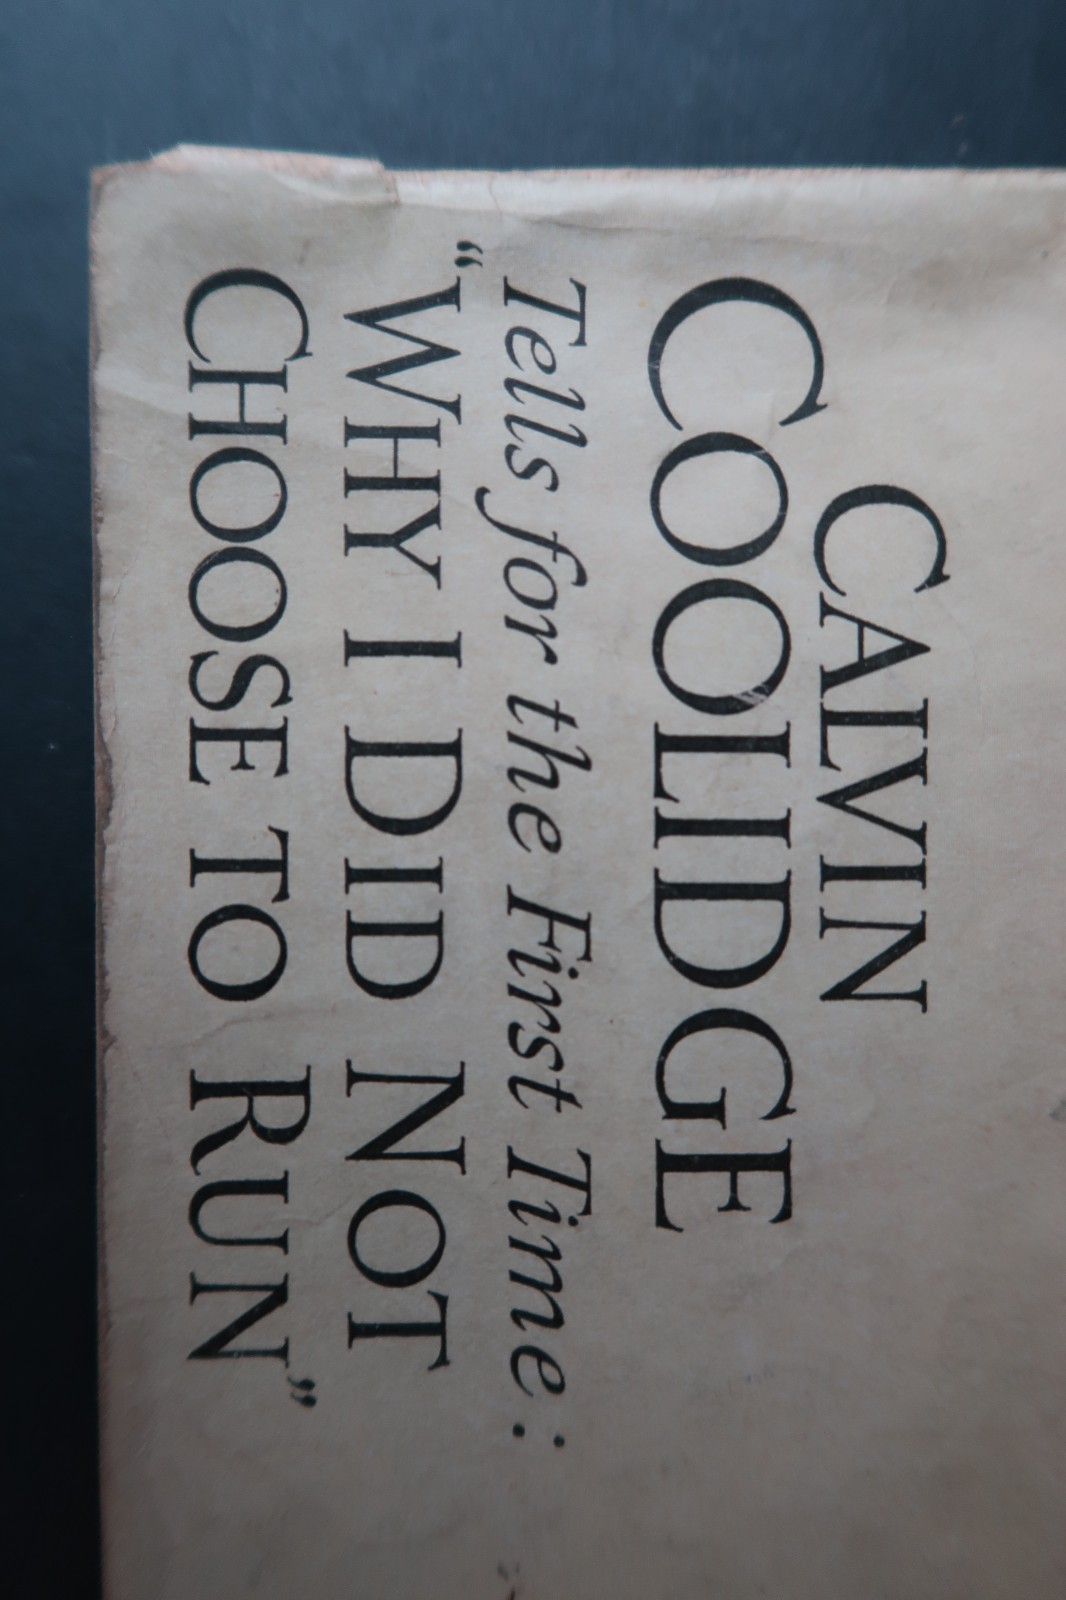 CALVIN
COOLIDGE
Tells for the First Time:
“WHY I DID NOT
CHOOSE TO RUN”